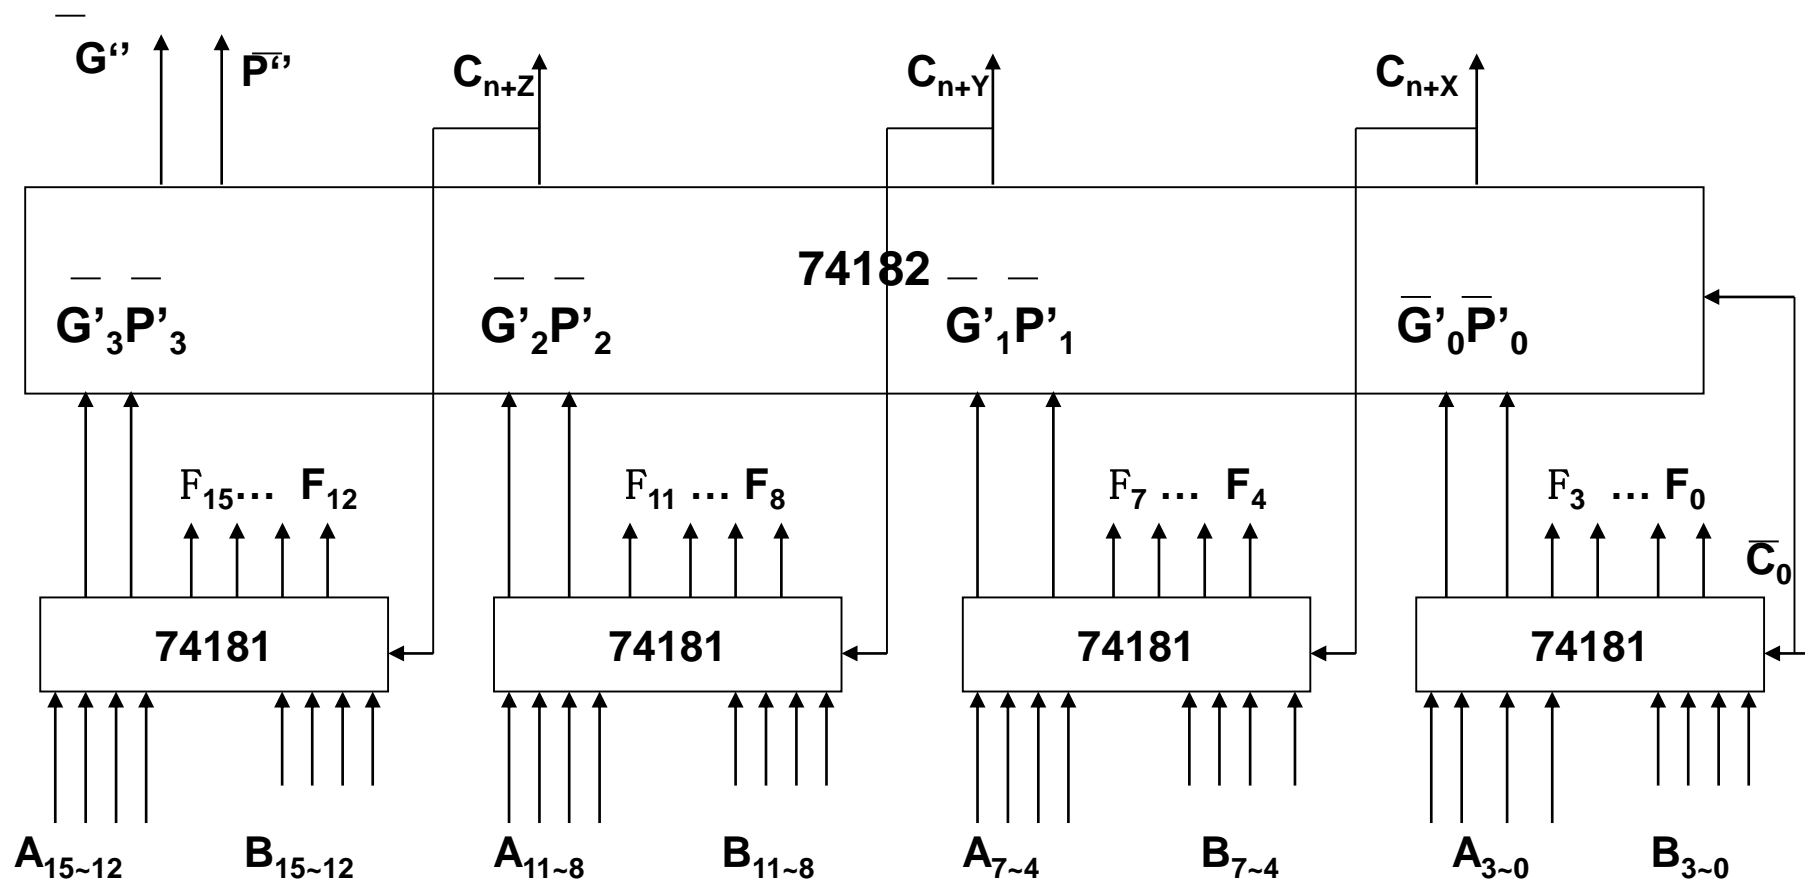 G̅“” P̅“” Cn+Z Cn+Y Cn+X
74182
G̅’3P̅’3 G̅’2P̅’2 G̅’1P̅’1 G̅’0P̅’0
F15… F12 F11 … F8 F7 … F4 F3 … F0
C̅0
74181 74181 74181 74181
A15~12 B15~12 A11~8 B11~8 A7~4 B7~4 A3~0 B3~0